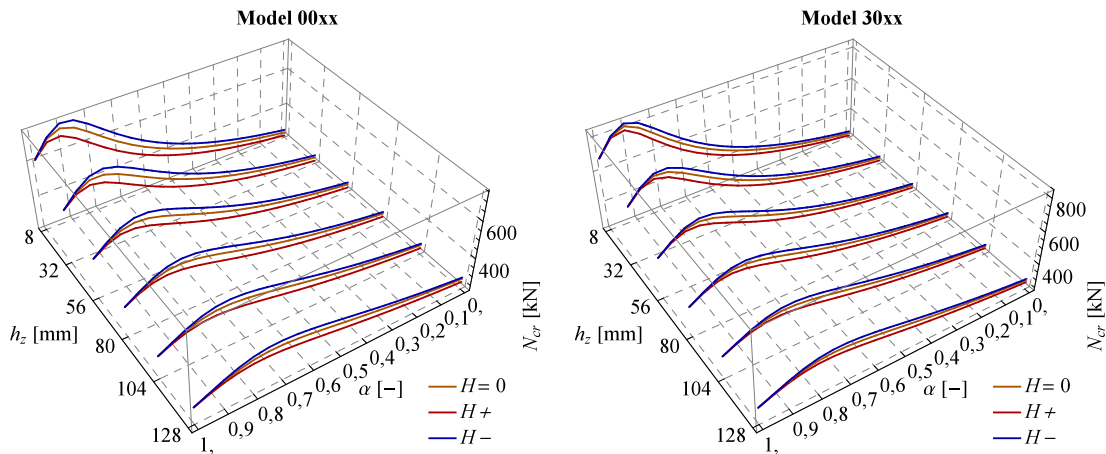 Model 00xx
8
32
56
80
104
128
h_z [mm]
1,
0,9
0,8
0,7
0,6
0,5
0,4
0,3
0,2
0,1
0,
α [−]
600
400
N_cr [kN]
H = 0
H +
H −
Model 30xx
8
32
56
80
104
128
h_z [mm]
1,
0,9
0,8
0,7
0,6
0,5
0,4
0,3
0,2
0,1
0,
α [−]
800
600
400
N_cr [kN]
H = 0
H +
H −